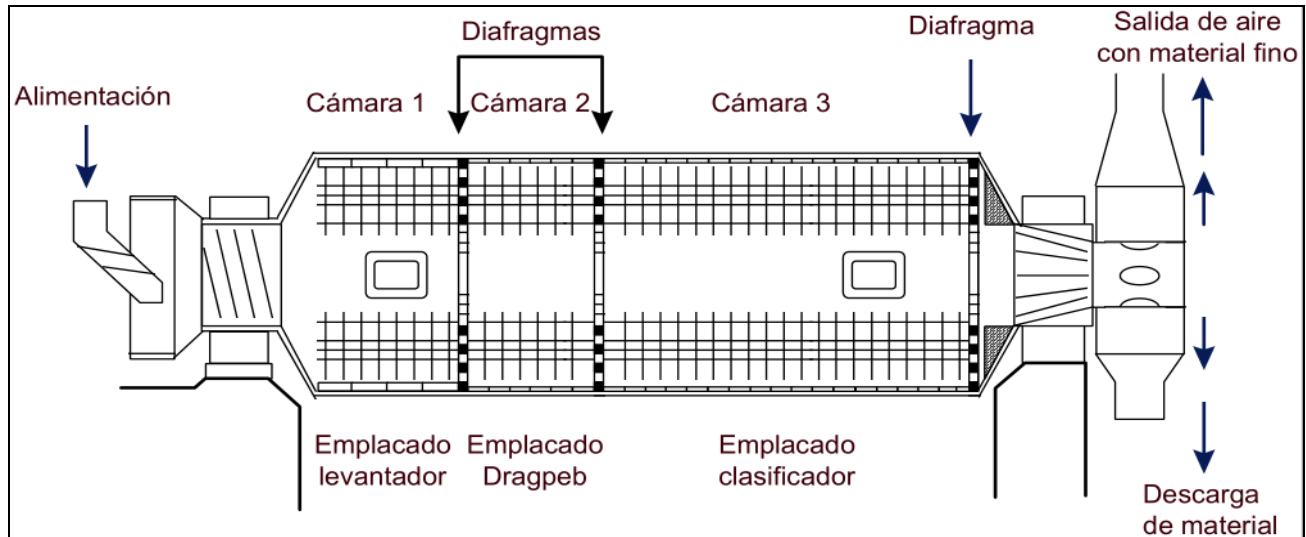 Alimentación
Diafragmas
Diafragma
Salida de aire
con material fino
Cámara 1
Cámara 2
Cámara 3
Emplacado
levantador
Emplacado
Dragpeb
Emplacado
clasificador
Descarga
de material